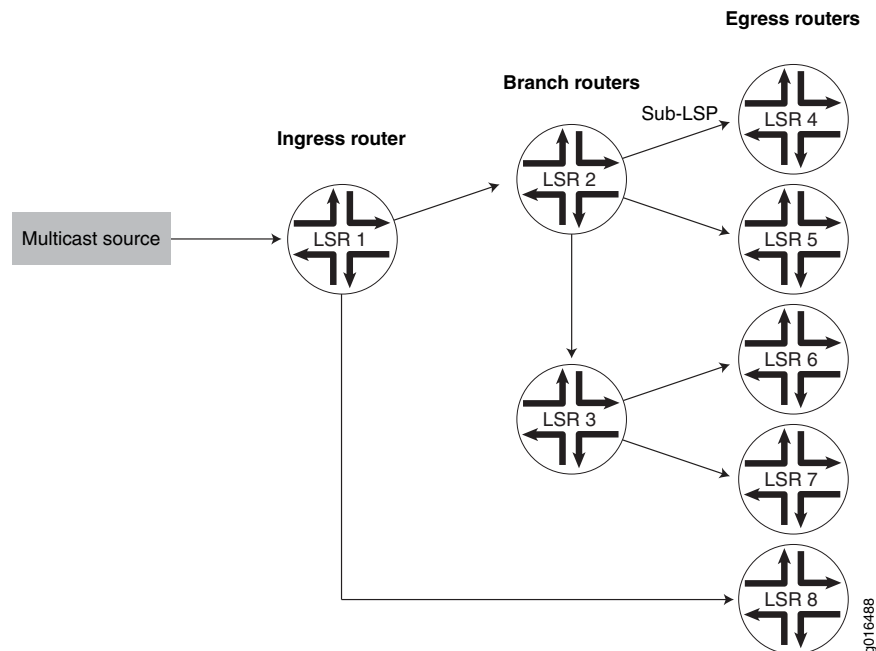 Egress routers
Branch routers
Sub-LSP
LSR 4
Ingress router
LSR 2
Multicast source
LSR 1
LSR 5
LSR 6
LSR 3
LSR 7
LSR 8
g016488